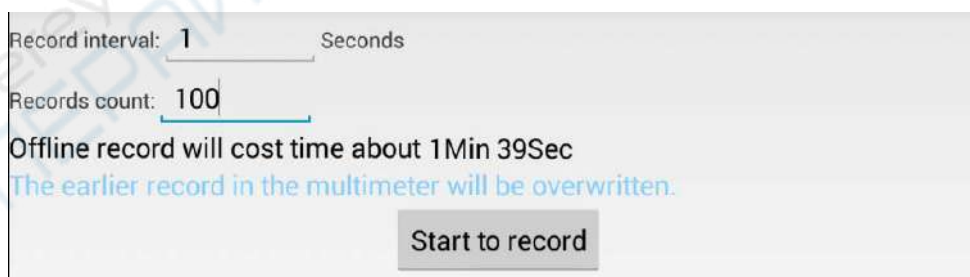 Record interval: 1 Seconds
Records count: 100
Offline record will cost time about 1Min 39Sec
The earlier record in the multimeter will be overwritten.
Start to record